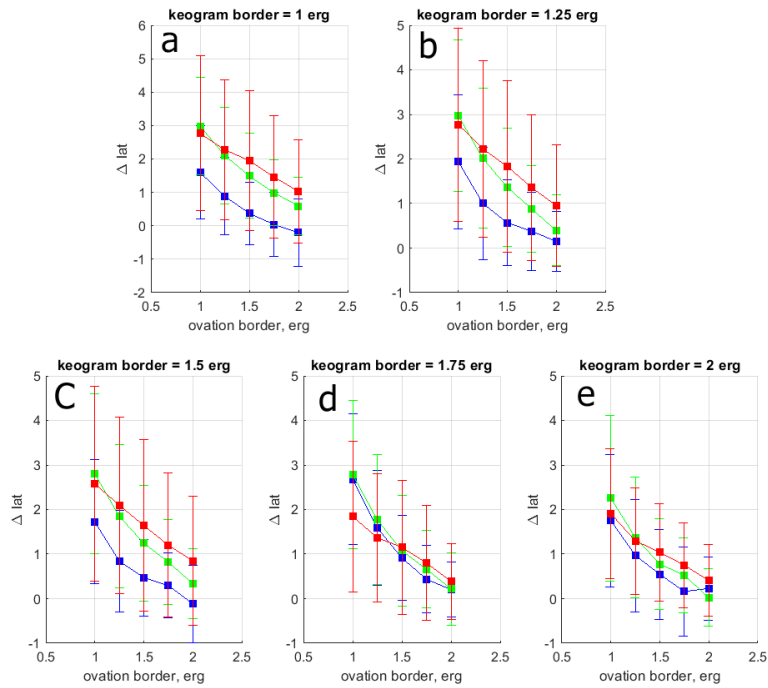 keogram border = 1 erg
a
6
5
4
3
2
1
0
-1
-2
Δ lat
0.5 1 1.5 2 2.5
ovation border, erg
keogram border = 1.25 erg
b
5
4
3
2
1
0
-1
Δ lat
0.5 1 1.5 2 2.5
ovation border, erg
keogram border = 1.5 erg
C
5
4
3
2
1
0
-1
Δ lat
0.5 1 1.5 2 2.5
ovation border, erg
keogram border = 1.75 erg
d
5
4
3
2
1
0
-1
Δ lat
0.5 1 1.5 2 2.5
ovation border, erg
keogram border = 2 erg
e
5
4
3
2
1
0
-1
Δ lat
0.5 1 1.5 2 2.5
ovation border, erg